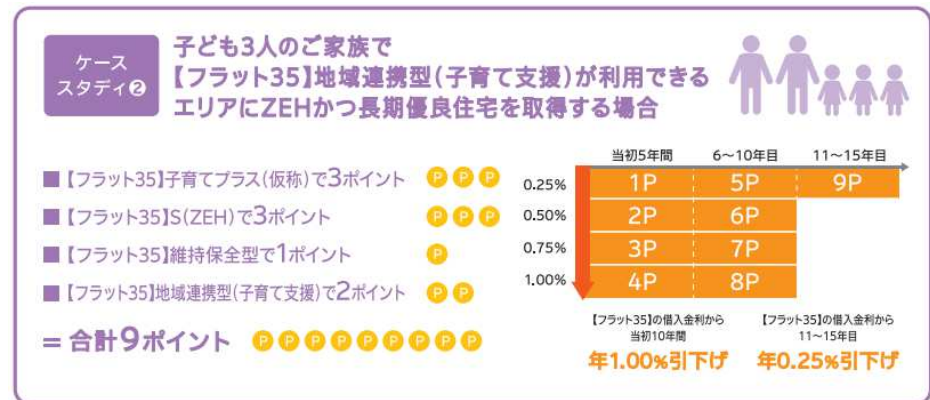 ケース
スタディ❷
子ども3人のご家族で
【フラット35】地域連携型(子育て支援)が利用できる
エリアにZEHかつ長期優良住宅を取得する場合
■【フラット35】子育てプラス(仮称)で3ポイント P P P
■【フラット35】S(ZEH)で3ポイント P P P
■【フラット35】維持保全型で1ポイント P
■【フラット35】地域連携型(子育て支援)で2ポイント P P
= 合計9ポイント P P P P P P P P P
当初5年間 6〜10年目 11〜15年目
0.25% 1P 5P 9P
0.50% 2P 6P
0.75% 3P 7P
1.00% 4P 8P
【フラット35】の借入金利から
当初10年間
年1.00%引下げ
【フラット35】の借入金利から
11〜15年目
年0.25%引下げ